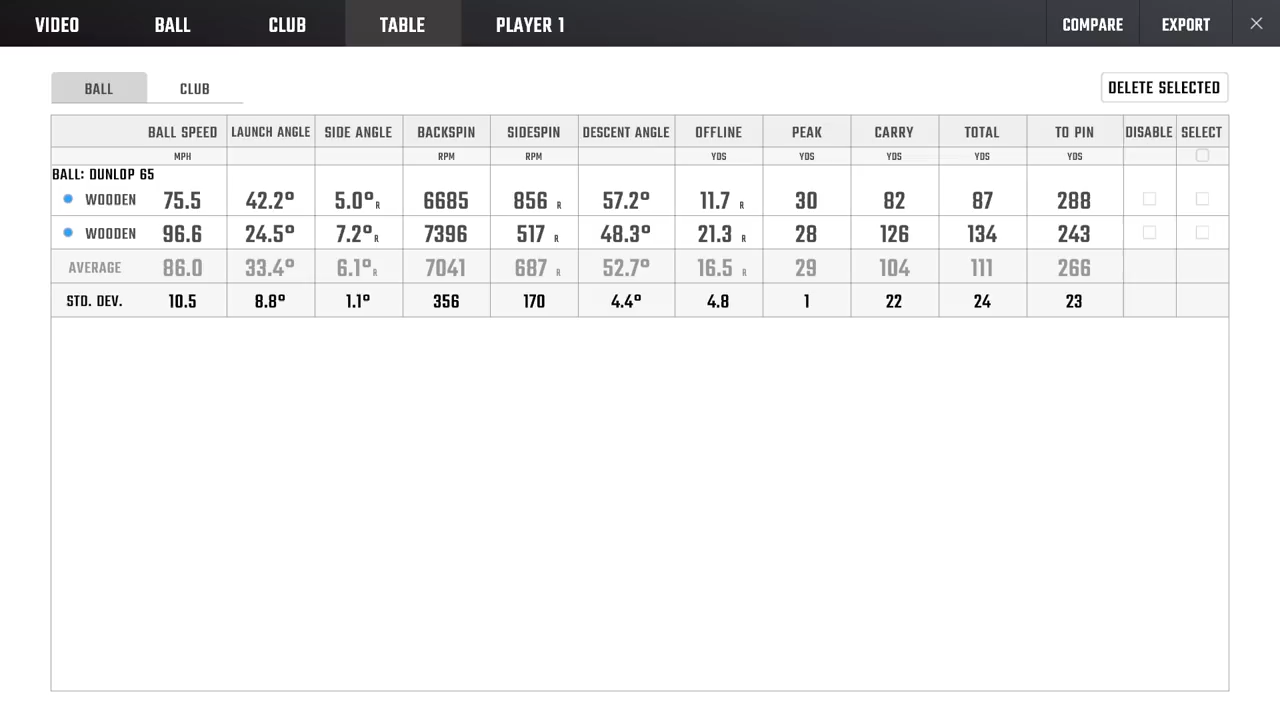 VIDEO BALL CLUB TABLE PLAYER 1 COMPARE EXPORT ×
BALL CLUB DELETE SELECTED
BALL SPEED LAUNCH ANGLE SIDE ANGLE BACKSPIN SIDESPIN DESCENT ANGLE OFFLINE PEAK CARRY TOTAL TO PIN DISABLE SELECT
MPH RPM RPM YDS YDS YDS YDS YDS
BALL: DUNLOP 65
WOODEN 75.5 42.2° 5.0° R 6685 856 R 57.2° 11.7 R 30 82 87 288
WOODEN 96.6 24.5° 7.2° R 7396 517 R 48.3° 21.3 R 28 126 134 243
AVERAGE 86.0 33.4° 6.1° R 7041 687 R 52.7° 16.5 R 29 104 111 266
STD. DEV. 10.5 8.8° 1.1° 356 170 4.4° 4.8 1 22 24 23